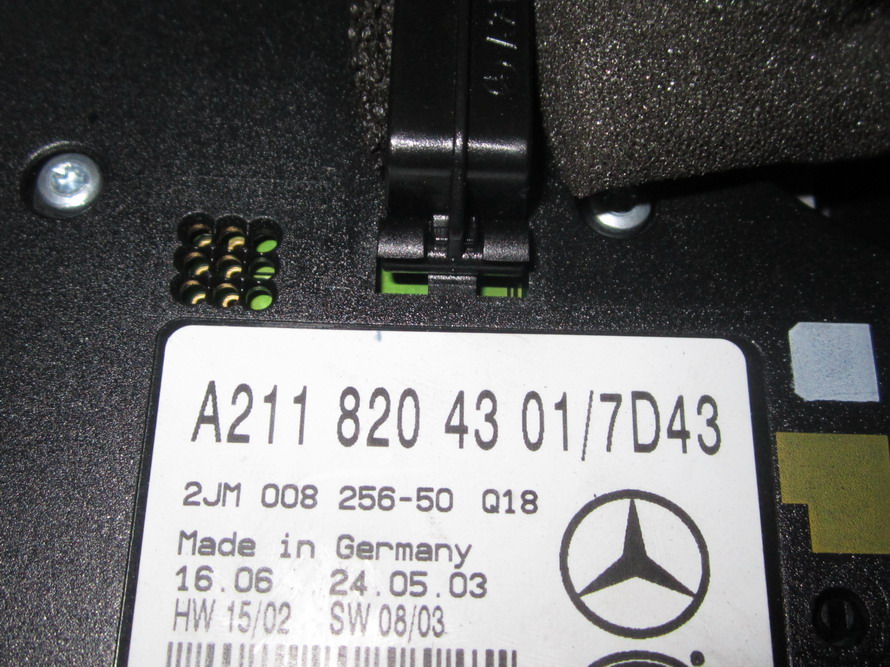 A211 820 43 01/7D43
2JM 008 256-50 Q18
Made in Germany
16.06 24.05.03
HW 15/02 SW 08/03